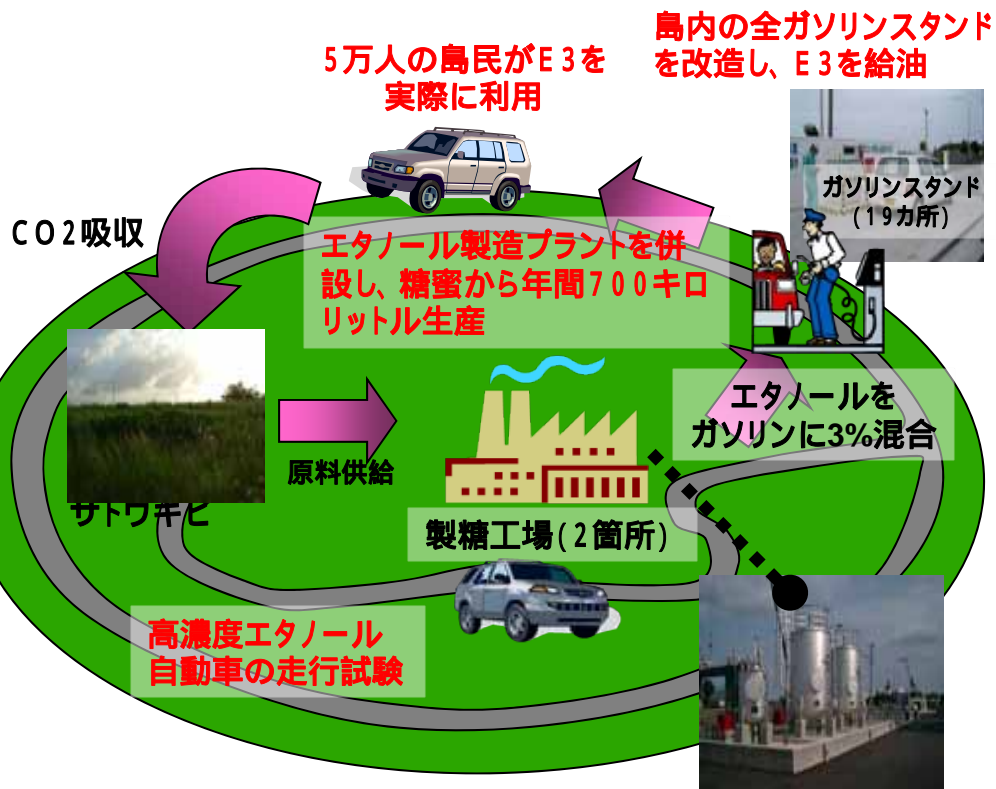 島内の全ガソリンスタンド
を改造し、E3を給油
5万人の島民がE3を
実際に利用
ガソリンスタンド
(19カ所)
CO2吸収
エタノール製造プラントを併
設し、糖蜜から年間700キロ
リットル生産
エタノールを
ガソリンに3%混合
原料供給
サトウキビ
製糖工場(2箇所)
高濃度エタノール
自動車の走行試験